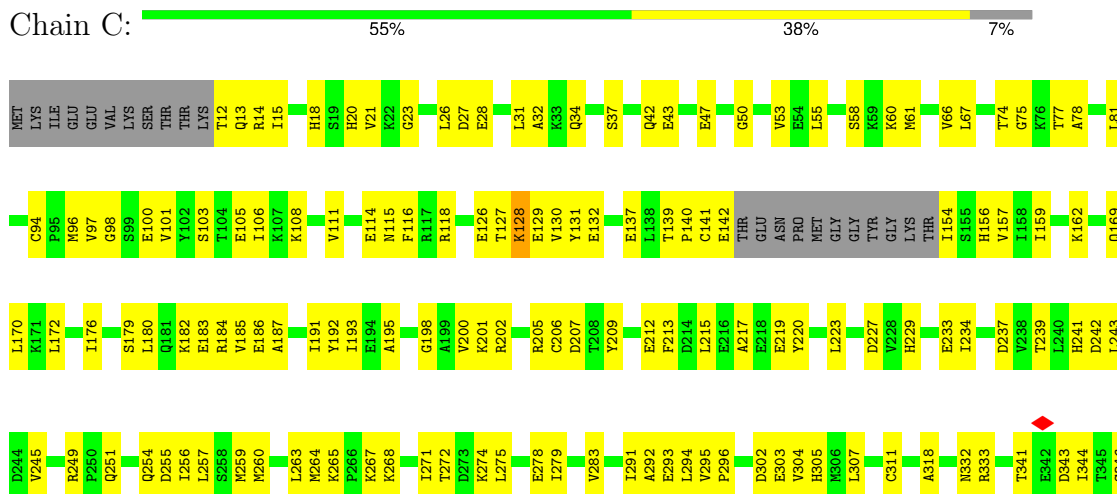 Chain C:
55% 38% 7%
MET LYS ILE GLU GLU VAL LYS SER THR THR LYS T12 Q13 R14 I15 H18 S19 H20 V21 K22 G23 L26 D27 E28 L31 A32 K33 Q34 S37 Q42 E43 E47 G50 V53 E54 L55 S58 K59 K60 M61 V66 L67 T74 G75 K76 T77 A78 L81
C94 P95 M96 V97 G98 S99 E100 V101 Y102 S103 T104 E105 I106 K107 K108 V111 E114 N115 F116 R117 R118 E126 T127 K128 E129 V130 Y131 E132 E137 L138 T139 P140 C141 E142 THR GLU ASN PRO MET GLY GLY TYR GLY LYS THR I154 S155 H156 V157 I158 I159 K162 Q169
L170 K171 L172 I176 S179 L180 Q181 K182 E183 R184 V185 E186 A187 I191 Y192 I193 E194 A195 G198 A199 V200 K201 R202 R205 C206 D207 T208 Y209 E212 F213 D214 L215 E216 A217 E218 E219 Y220 L223 D227 V228 H229 E233 I234 D237 V238 T239 L240 H241 D242 L243
D244 V245 R249 P250 Q251 Q254 D255 I256 L257 S258 M259 M260 L263 M264 K265 P266 K267 K268 I271 T272 D273 K274 L275 E278 I279 V283 I291 A292 E293 L294 V295 P296 D302 E303 V304 H305 M306 L307 C311 A318 N332 R333 T341 E342 D343 I344 T345